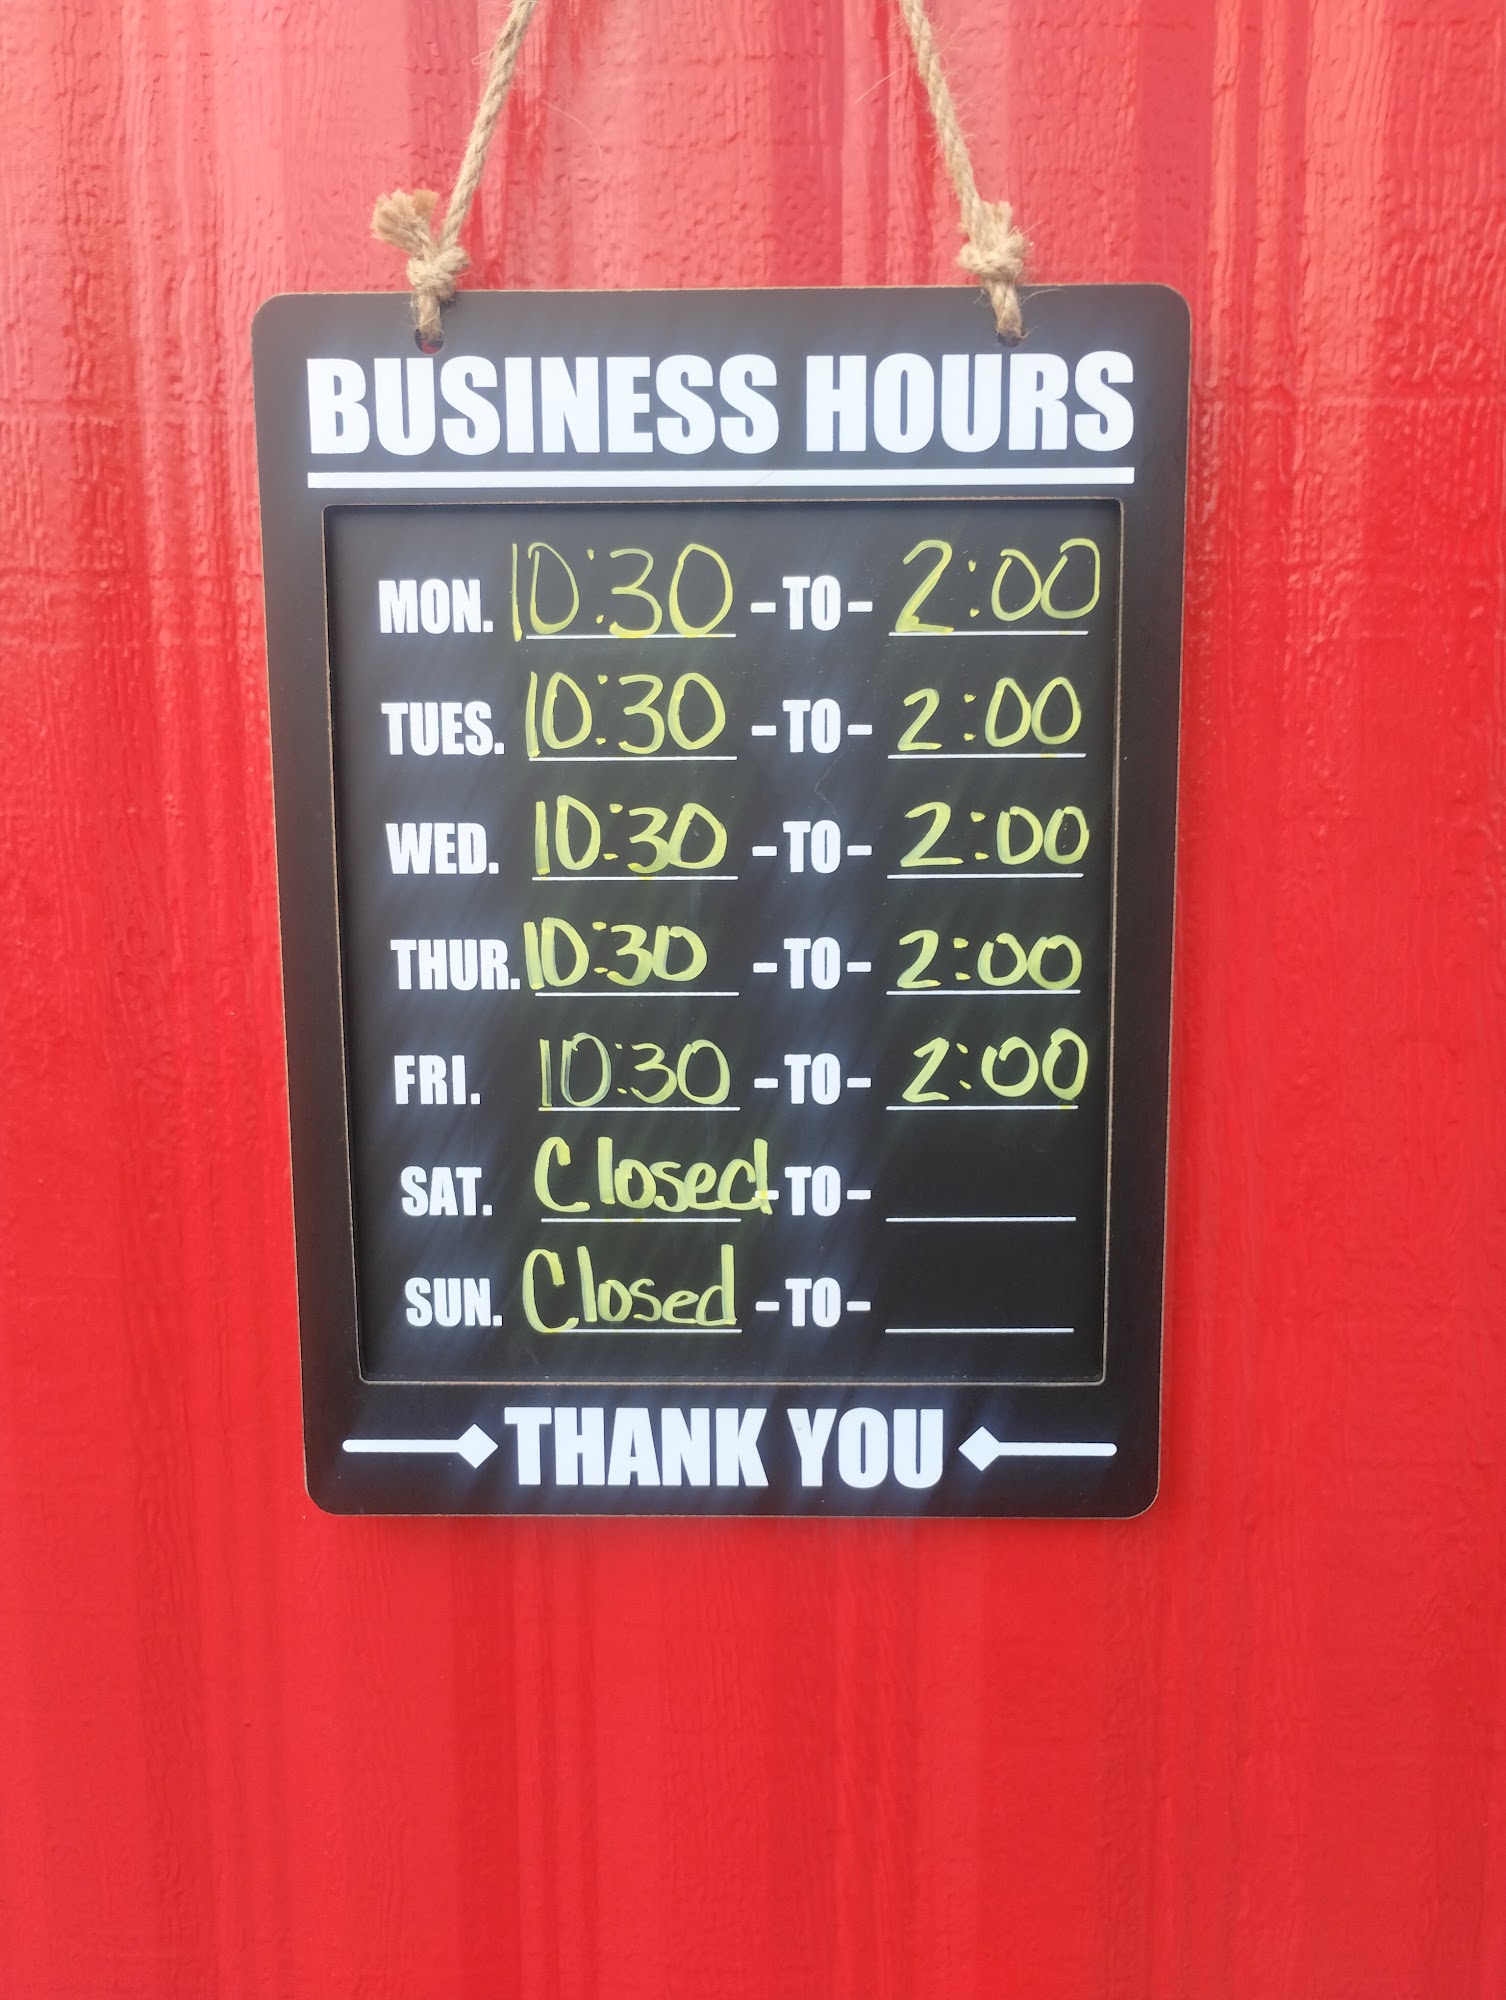 BUSINESS HOURS
MON. 10:30 -TO- 2:00
TUES. 10:30 -TO- 2:00
WED. 10:30 -TO- 2:00
THUR. 10:30 -TO- 2:00
FRI. 10:30 -TO- 2:00
SAT. Closed -TO-
SUN. Closed -TO-
THANK YOU